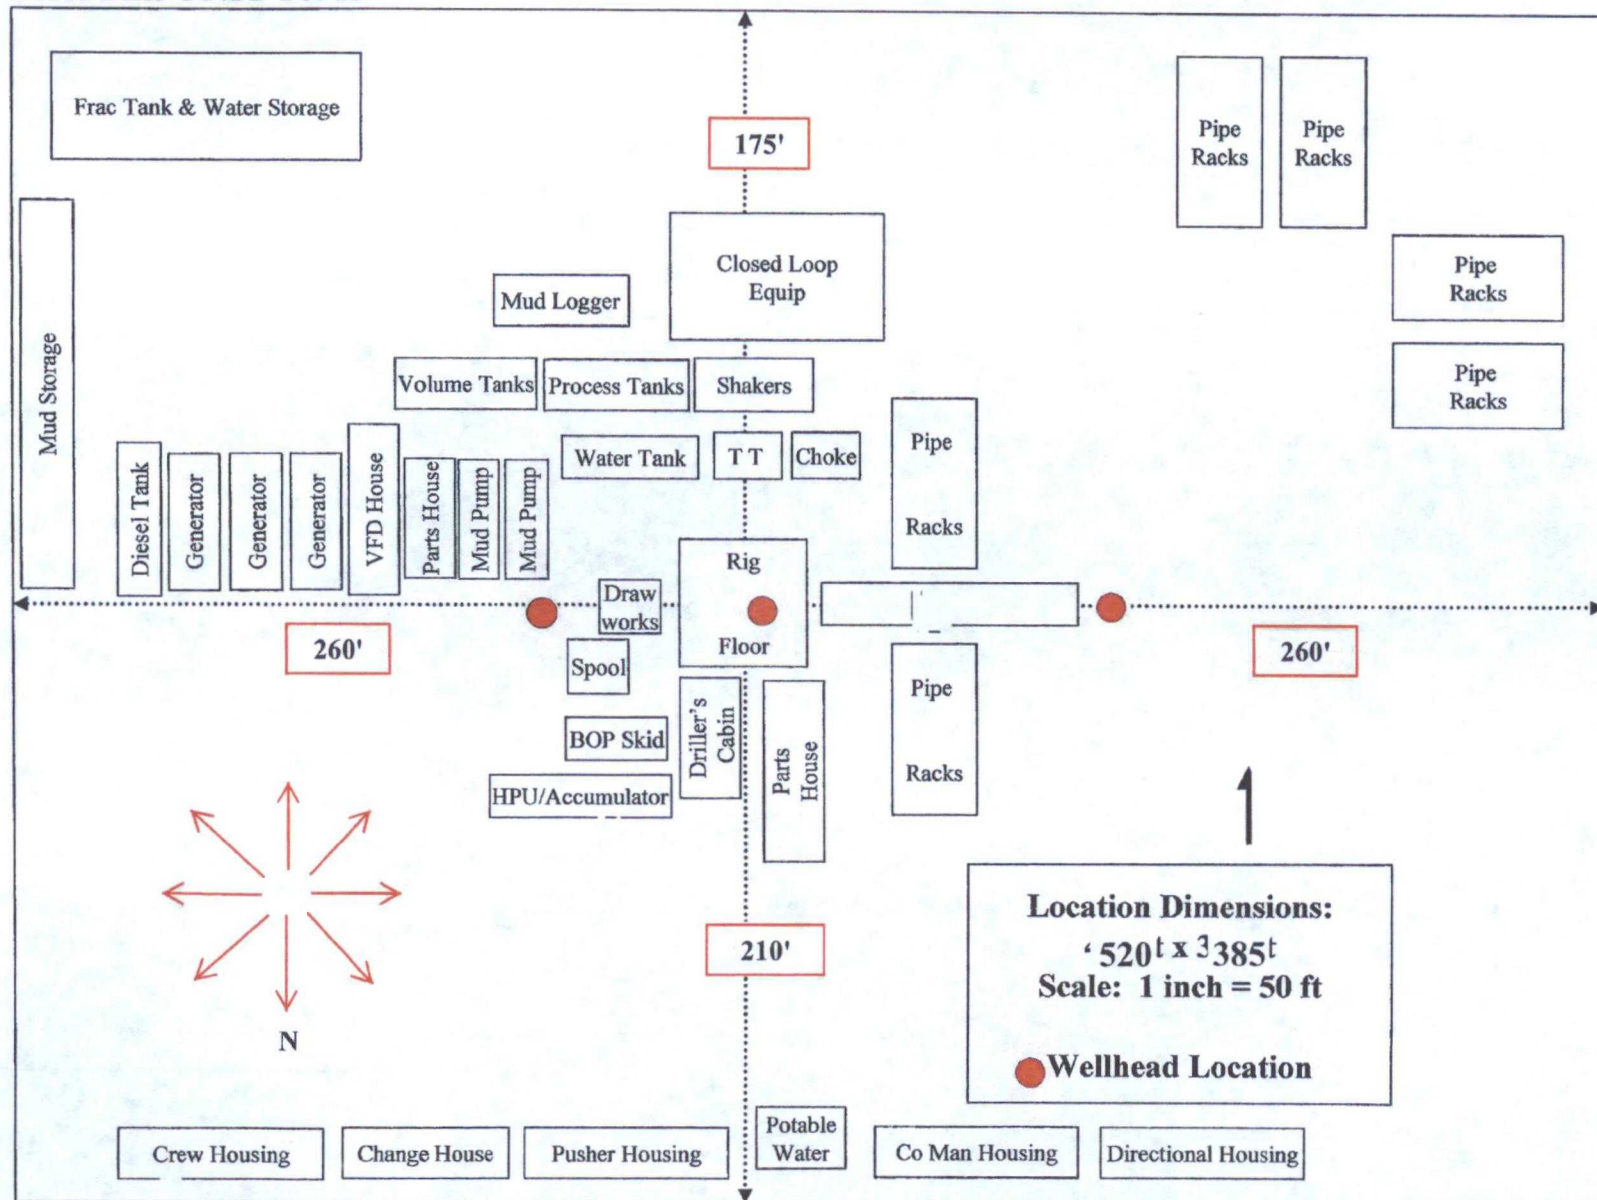 Frac Tank & Water Storage
175'
Pipe
Racks
Pipe
Racks
Closed Loop
Equip
Mud Logger
Pipe
Racks
Mud Storage
Volume Tanks
Process Tanks
Shakers
Pipe
Racks
Diesel Tank
Generator
Generator
Generator
VFD House
Parts House
Mud Pump
Mud Pump
Water Tank
T T
Choke
Pipe
Racks
Rig
Floor
Draw
works
260'
260'
Spool
Driller's
Cabin
Parts
House
Pipe
Racks
BOP Skid
HPU/Accumulator
N
210'
Location Dimensions:
‘520t x 3385t
Scale: 1 inch = 50 ft
Wellhead Location
Crew Housing
Change House
Pusher Housing
Potable
Water
Co Man Housing
Directional Housing